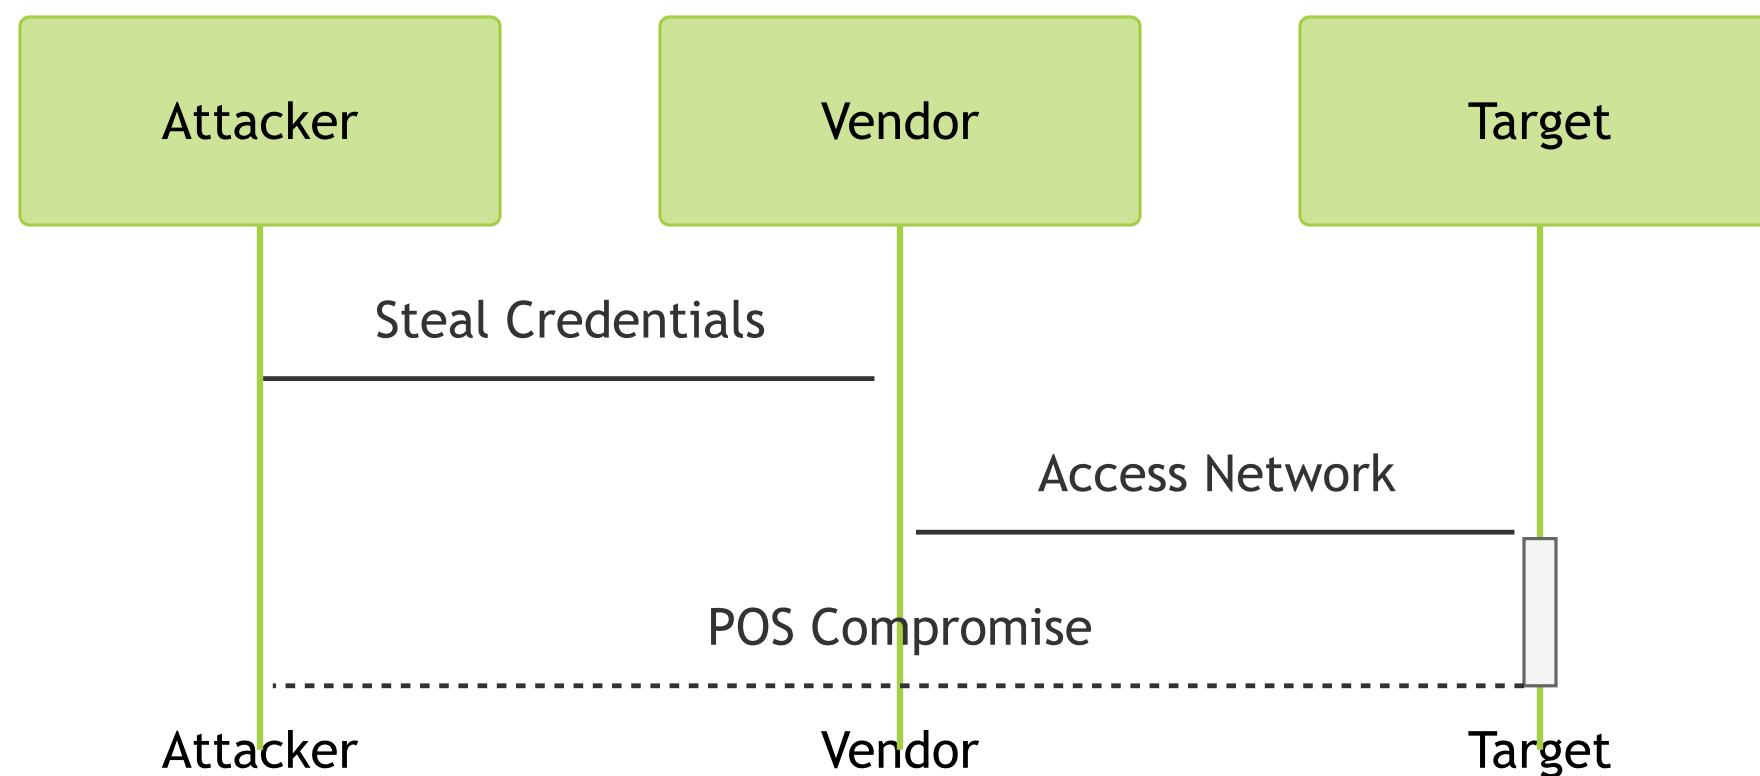 Attacker
Vendor
Target
Steal Credentials
Access Network
POS Compromise
Attacker
Vendor
Target